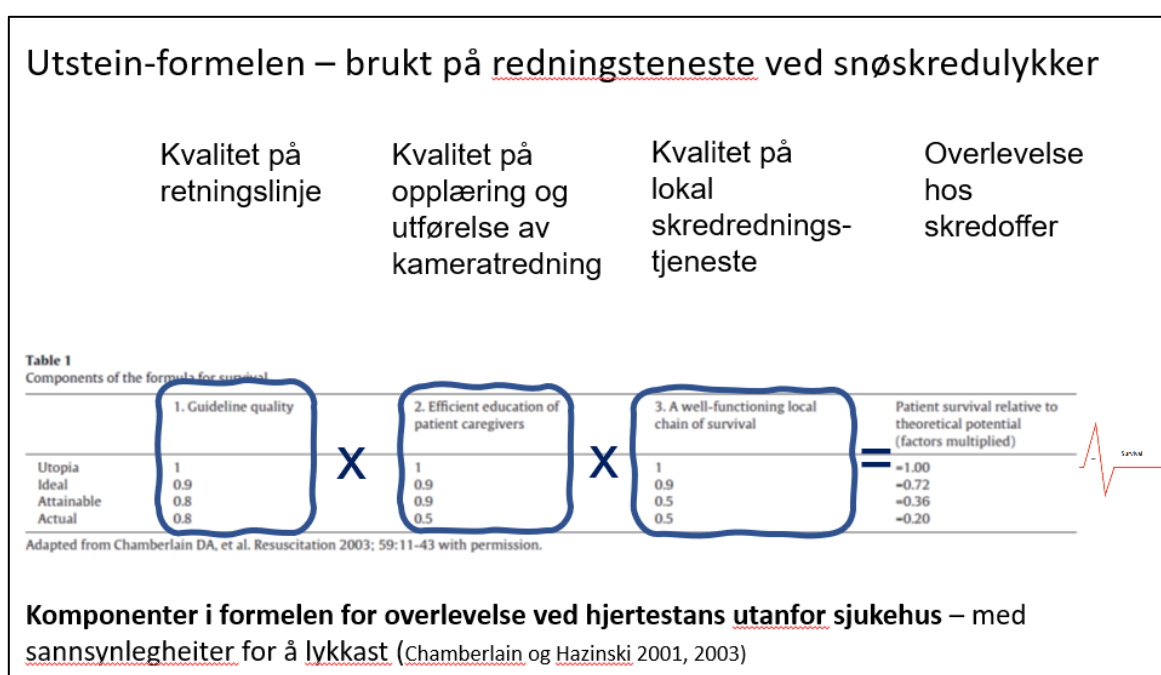 Utstein-formelen – brukt på redningsteneste ved snøskredulykker
Kvalitet på
retningslinje
Kvalitet på
opplæring og
utførelse av
kameratredning
Kvalitet på
lokal
skredrednings-
tjeneste
Overlevelse
hos
skredoffer
Table 1
Components of the formula for survival
1. Guideline quality
2. Efficient education of
patient caregivers
3. A well-functioning local
chain of survival
Patient survival relative to
theoretical potential
(factors multiplied)
x
x
=
Survival
Utopia 1 1 1 =1.00
Ideal 0.9 0.9 0.9 =0.72
Attainable 0.8 0.9 0.5 =0.36
Actual 0.8 0.5 0.5 =0.20
Adapted from Chamberlain DA, et al. Resuscitation 2003; 59:11-43 with permission.
Komponenter i formelen for overlevelse ved hjertestans utanfor sjukehus – med
sannsynlegheiter for å lykkast (Chamberlain og Hazinski 2001, 2003)